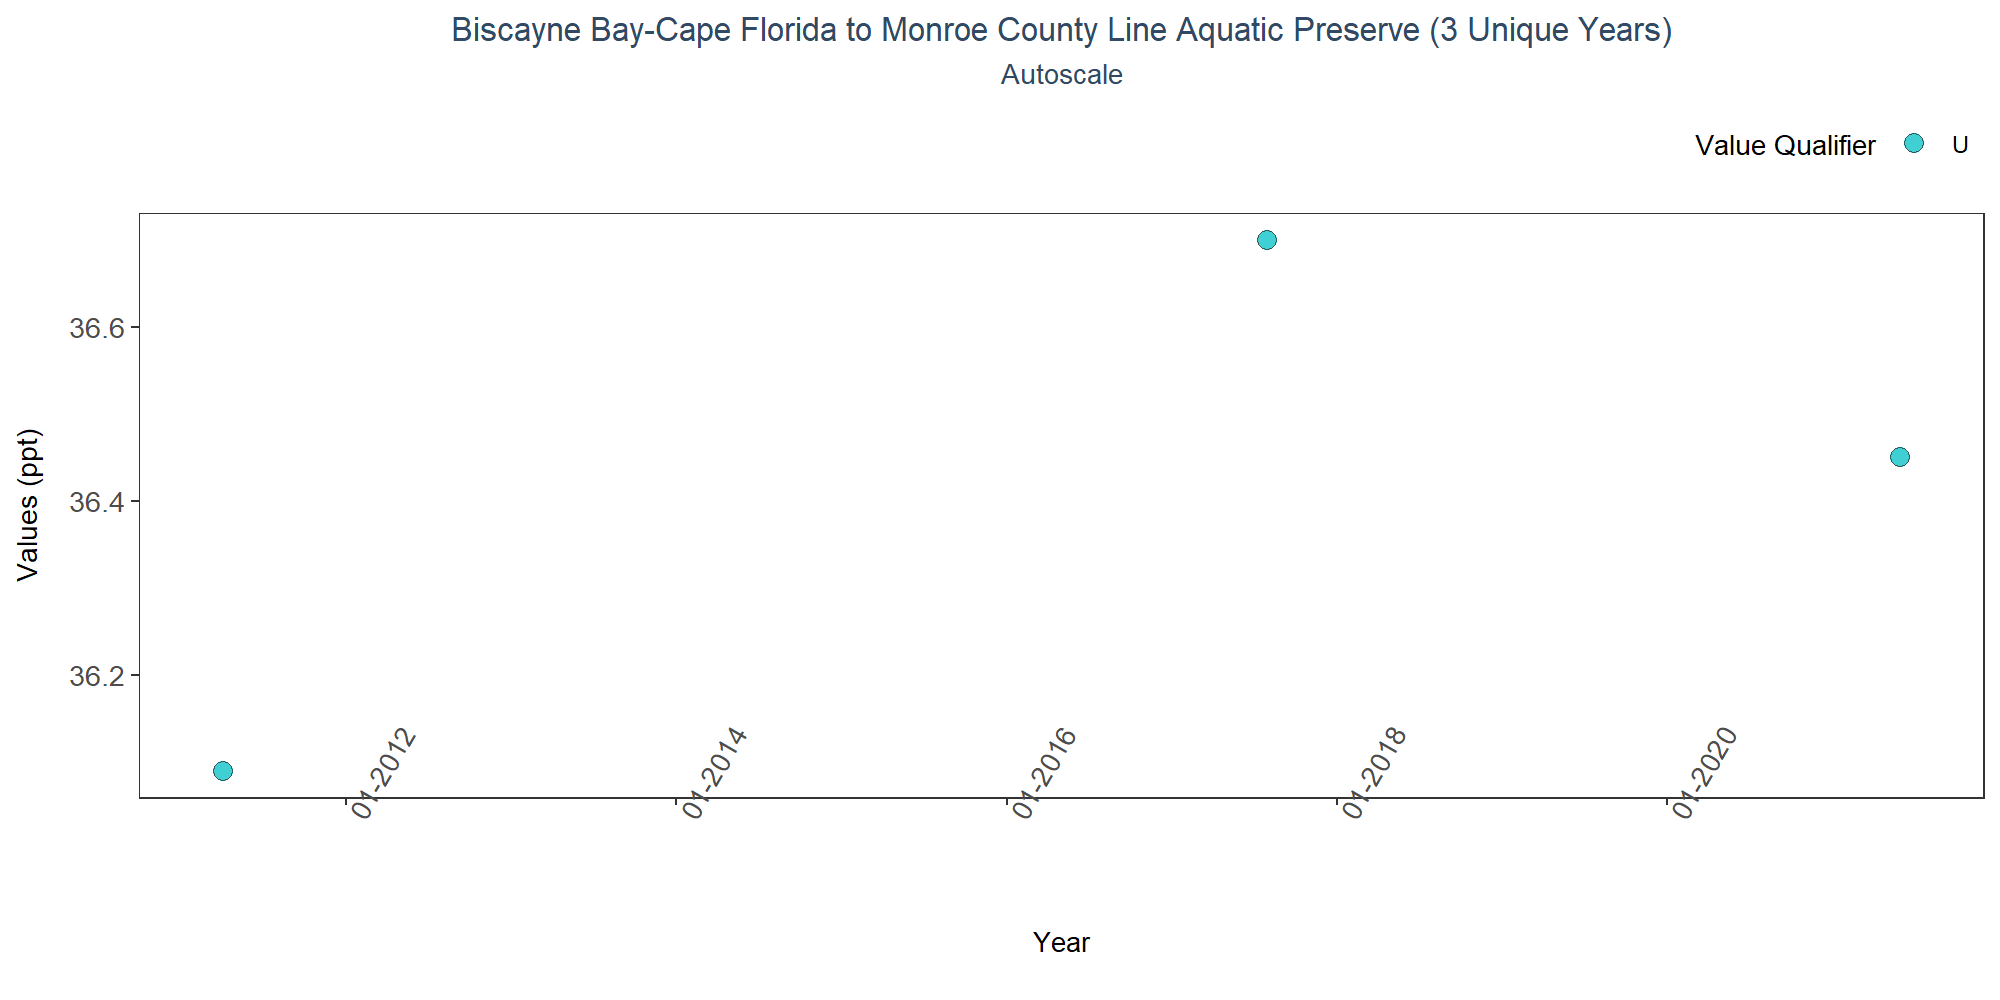 Biscayne Bay-Cape Florida to Monroe County Line Aquatic Preserve (3 Unique Years)
Autoscale
Value Qualifier U
36.6
36.4
36.2
Values (ppt)
01-2012
01-2014
01-2016
01-2018
01-2020
Year